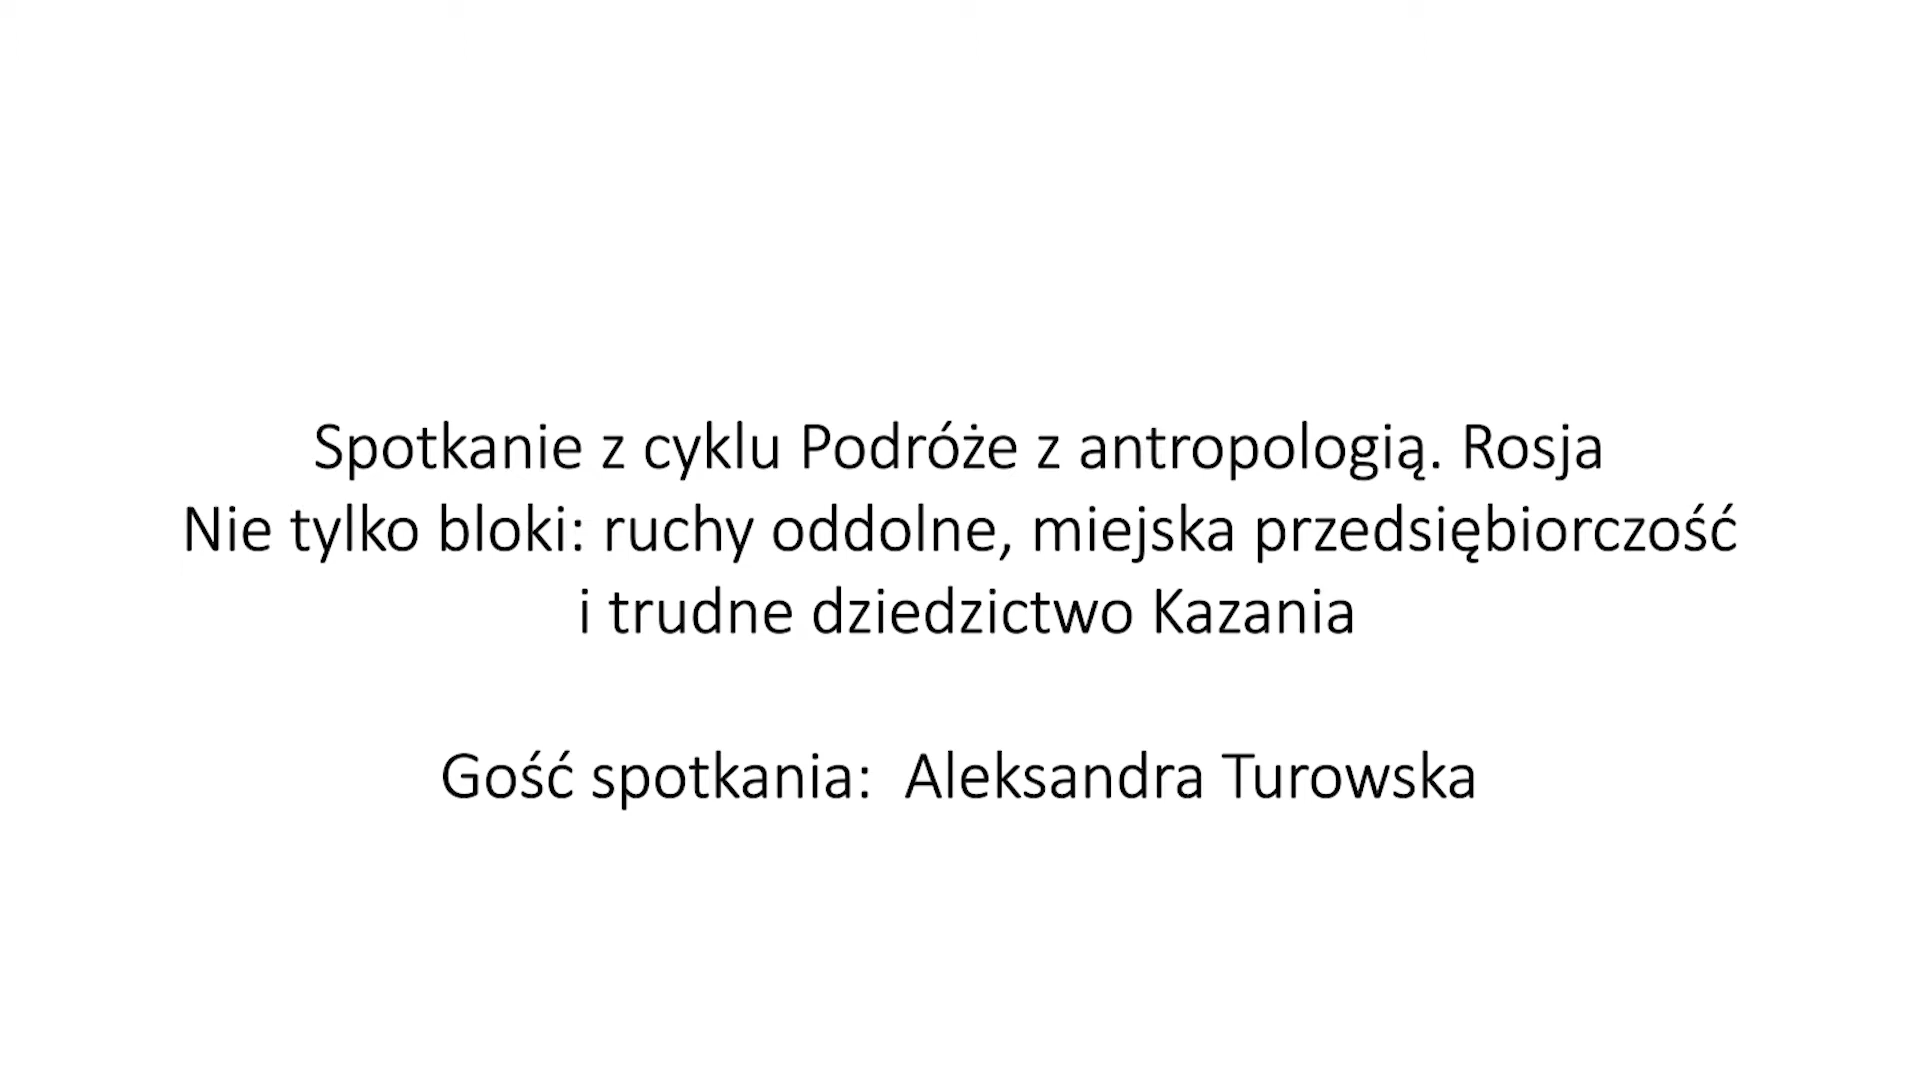 Spotkanie z cyklu Podróże z antropologią. Rosja
Nie tylko bloki: ruchy oddolne, miejska przedsiębiorczość
i trudne dziedzictwo Kazania
Gość spotkania: Aleksandra Turowska